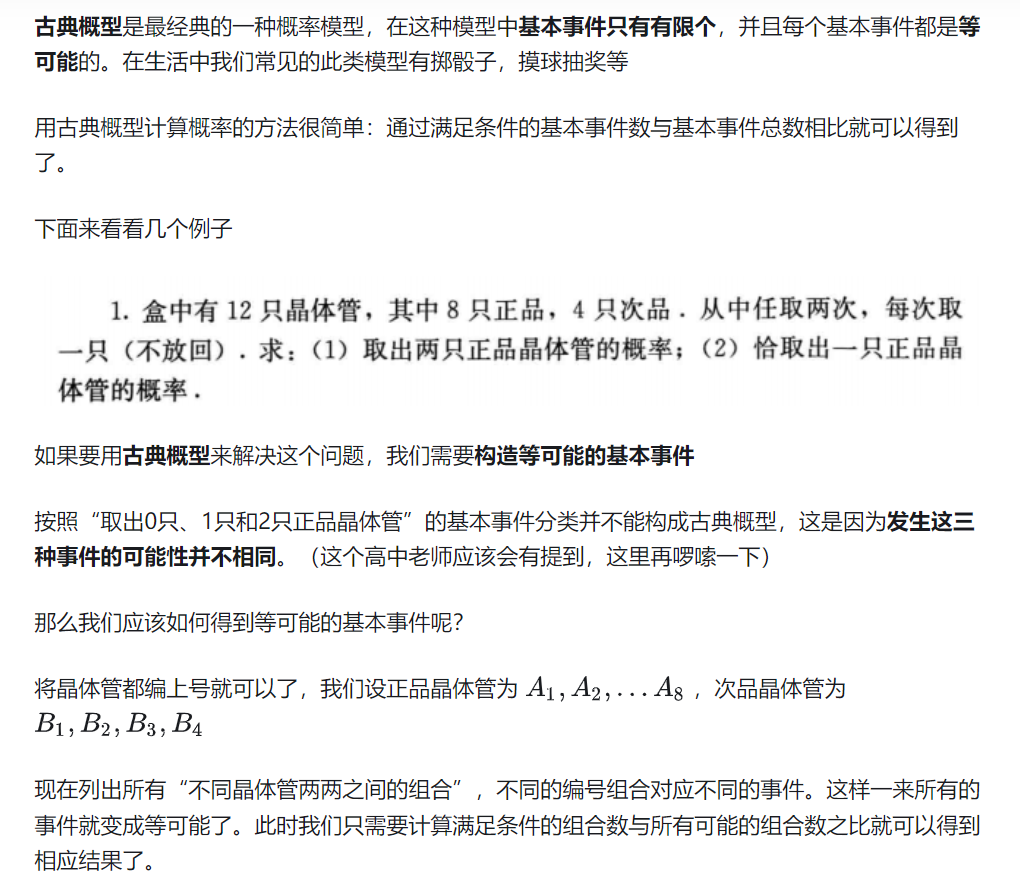 古典概型是最经典的一种概率模型，在这种模型中基本事件只有有限个，并且每个基本事件都是等
可能的。在生活中我们常见的此类模型有掷骰子，摸球抽奖等
用古典概型计算概率的方法很简单：通过满足条件的基本事件数与基本事件总数相比就可以得到
了。
下面来看看几个例子
1. 盒中有 12 只晶体管，其中 8 只正品，4 只次品．从中任取两次，每次取
一只（不放回）．求：（1）取出两只正品晶体管的概率；（2）恰取出一只正品晶
体管的概率．
如果要用古典概型来解决这个问题，我们需要构造等可能的基本事件
按照“取出0只、1只和2只正品晶体管”的基本事件分类并不能构成古典概型，这是因为发生这三
种事件的可能性并不相同。（这个高中老师应该会有提到，这里再啰嗦一下）
那么我们应该如何得到等可能的基本事件呢？
将晶体管都编上号就可以了，我们设正品晶体管为 A₁, A₂, ... A₈ ，次品晶体管为
B₁, B₂, B₃, B₄
现在列出所有“不同晶体管两两之间的组合”，不同的编号组合对应不同的事件。这样一来所有的
事件就变成等可能了。此时我们只需要计算满足条件的组合数与所有可能的组合数之比就可以得到
相应结果了。